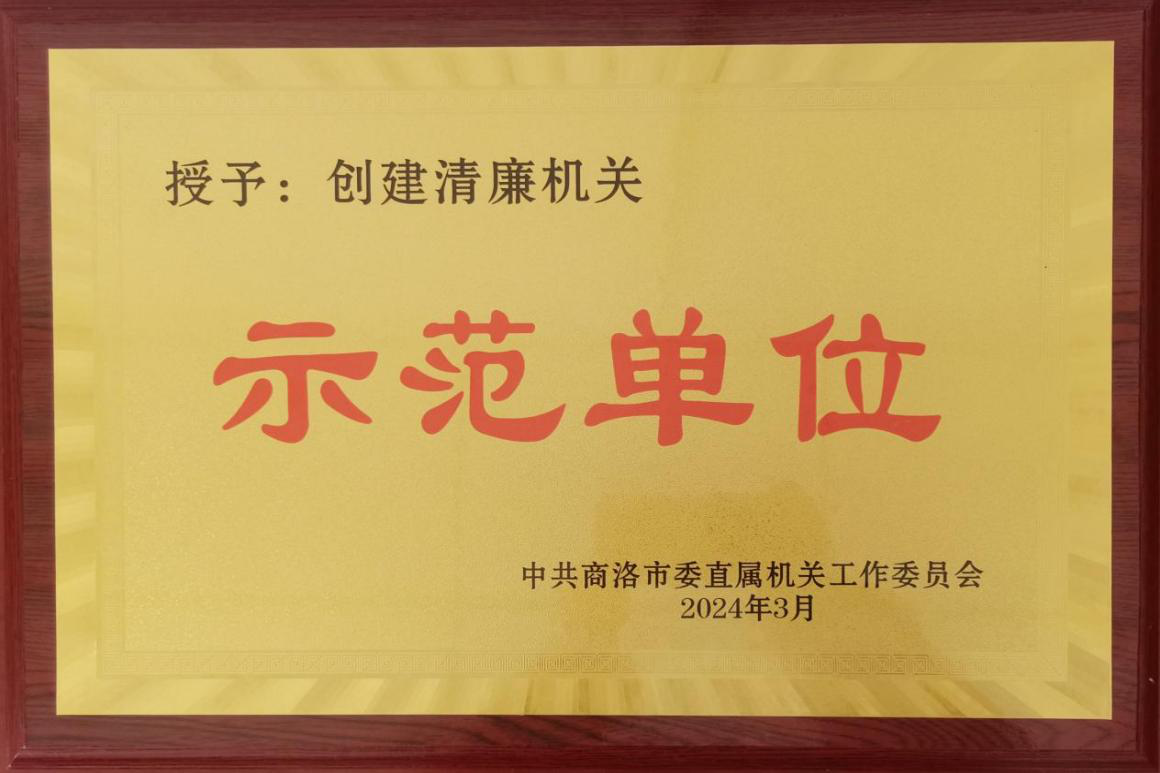 授予：创建清廉机关
示范单位
中共商洛市委直属机关工作委员会
2024年3月